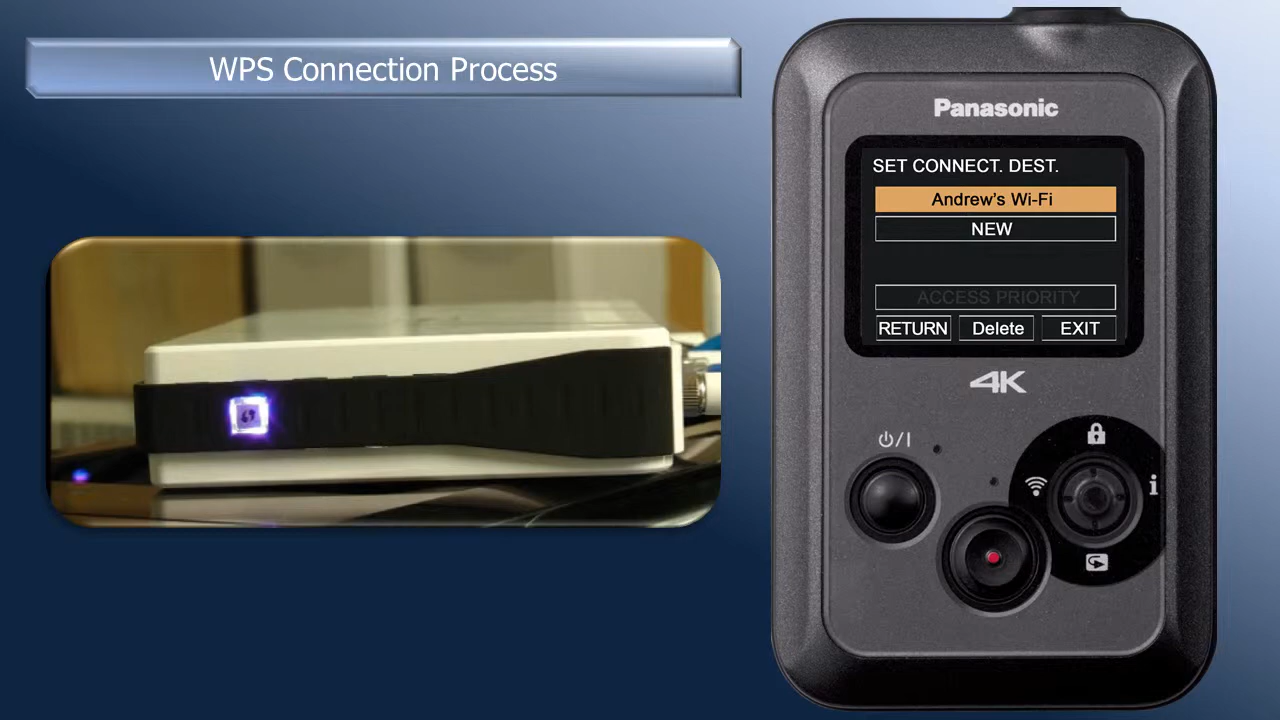 WPS Connection Process
Panasonic
SET CONNECT. DEST.
Andrew's Wi-Fi
NEW
ACCESS PRIORITY
RETURN Delete EXIT
4K
⏻/I
i